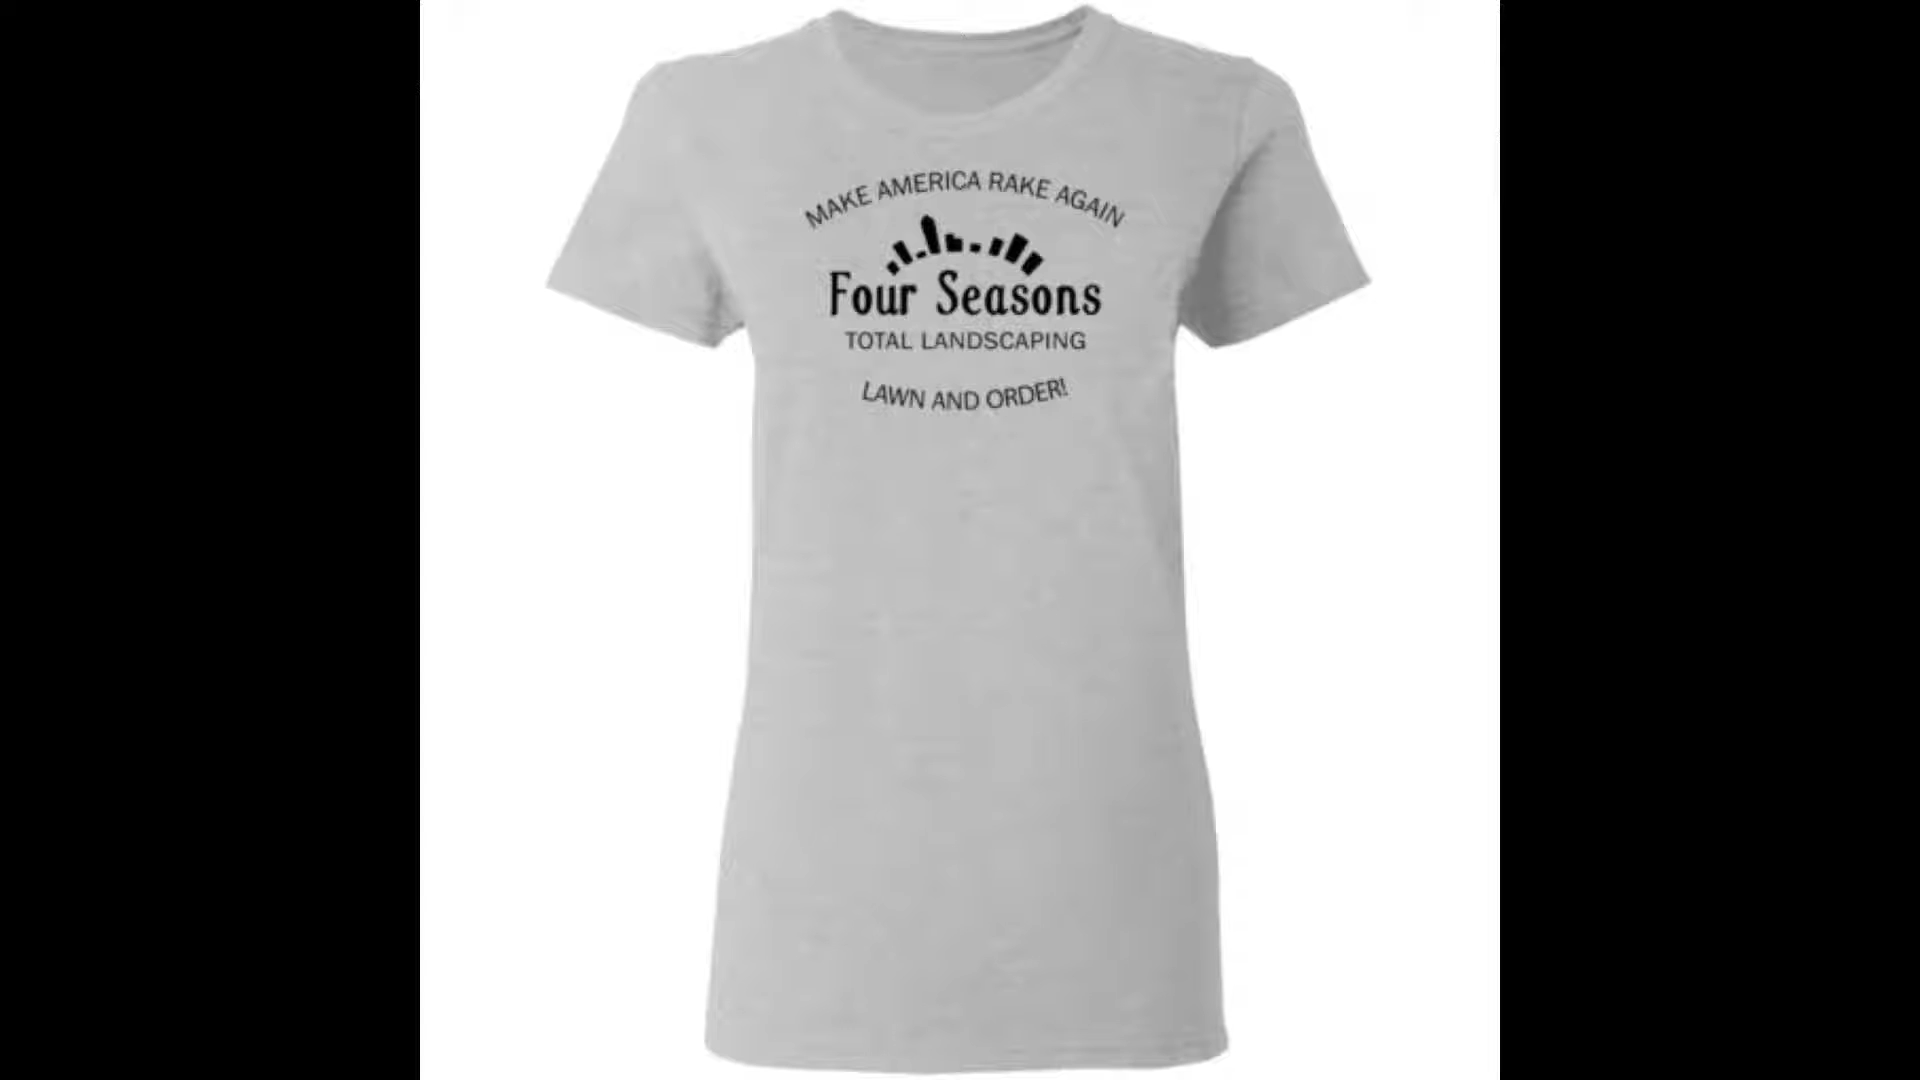 MAKE AMERICA RAKE AGAIN
Four Seasons
TOTAL LANDSCAPING
LAWN AND ORDER!